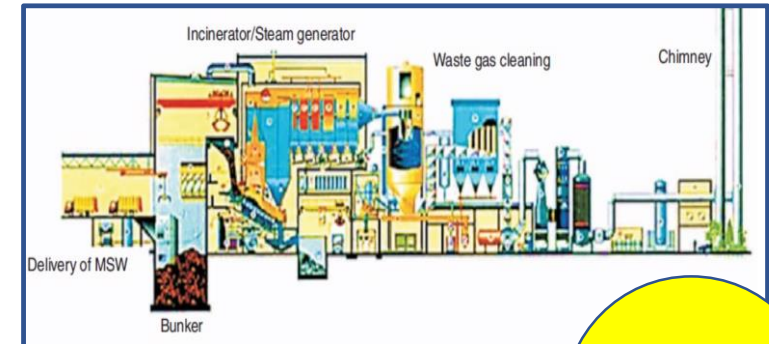 Incinerator/Steam generator
Waste gas cleaning
Chimney
Delivery of MSW
Bunker